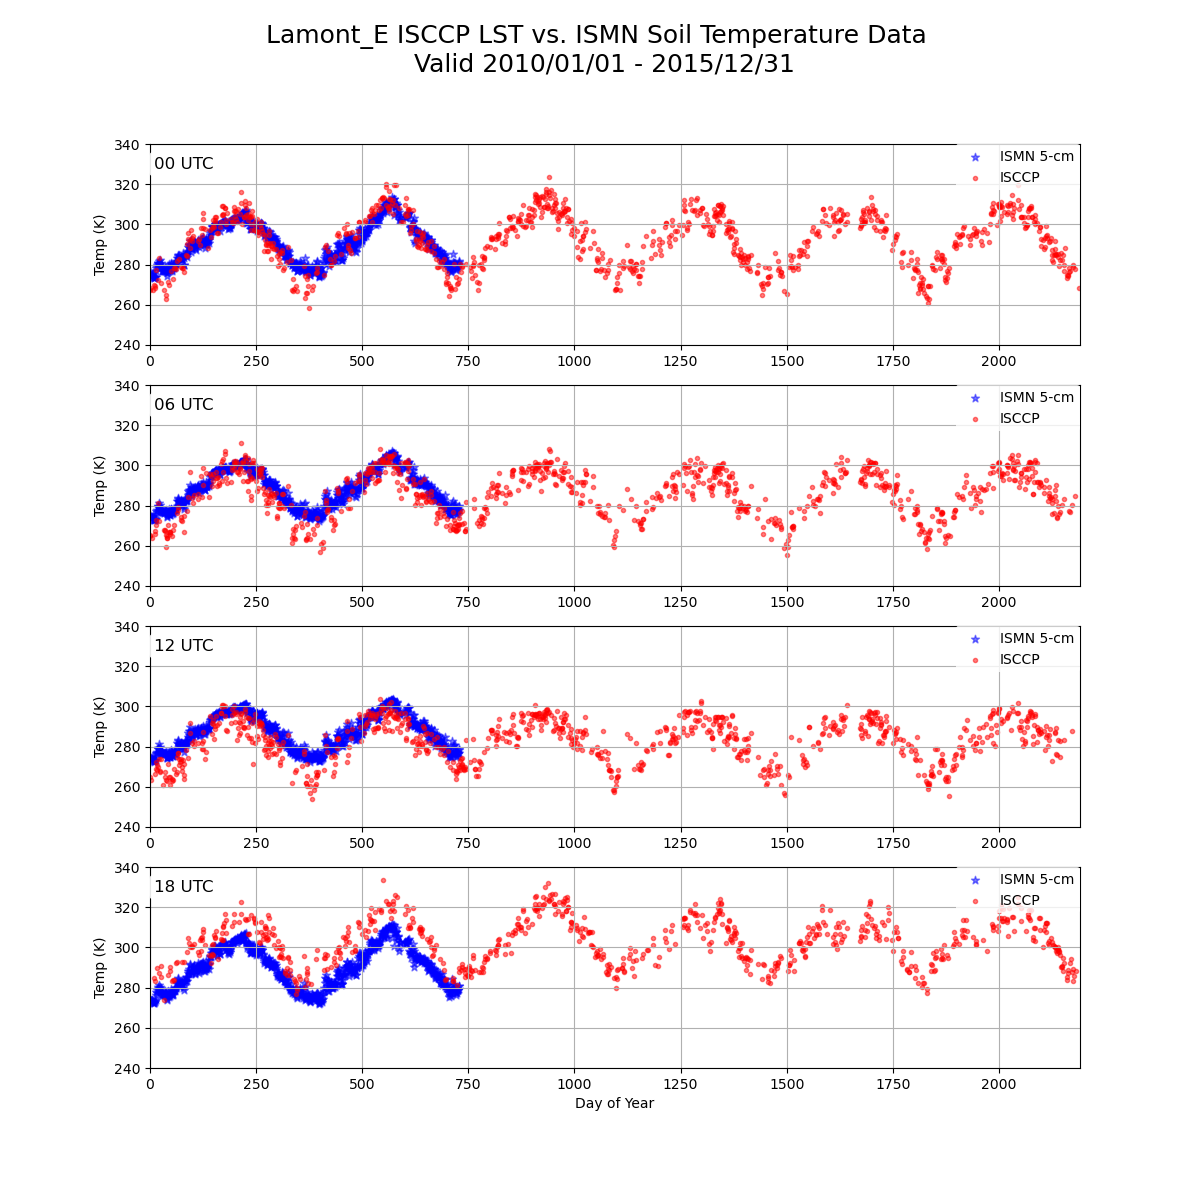 Lamont_E ISCCP LST vs. ISMN Soil Temperature Data
Valid 2010/01/01 - 2015/12/31
340
320
300
280
260
240
Temp (K)
00 UTC
ISMN 5-cm
ISCCP
0 250 500 750 1000 1250 1500 1750 2000
340
320
300
280
260
240
Temp (K)
06 UTC
ISMN 5-cm
ISCCP
0 250 500 750 1000 1250 1500 1750 2000
340
320
300
280
260
240
Temp (K)
12 UTC
ISMN 5-cm
ISCCP
0 250 500 750 1000 1250 1500 1750 2000
340
320
300
280
260
240
Temp (K)
18 UTC
ISMN 5-cm
ISCCP
0 250 500 750 1000 1250 1500 1750 2000
Day of Year